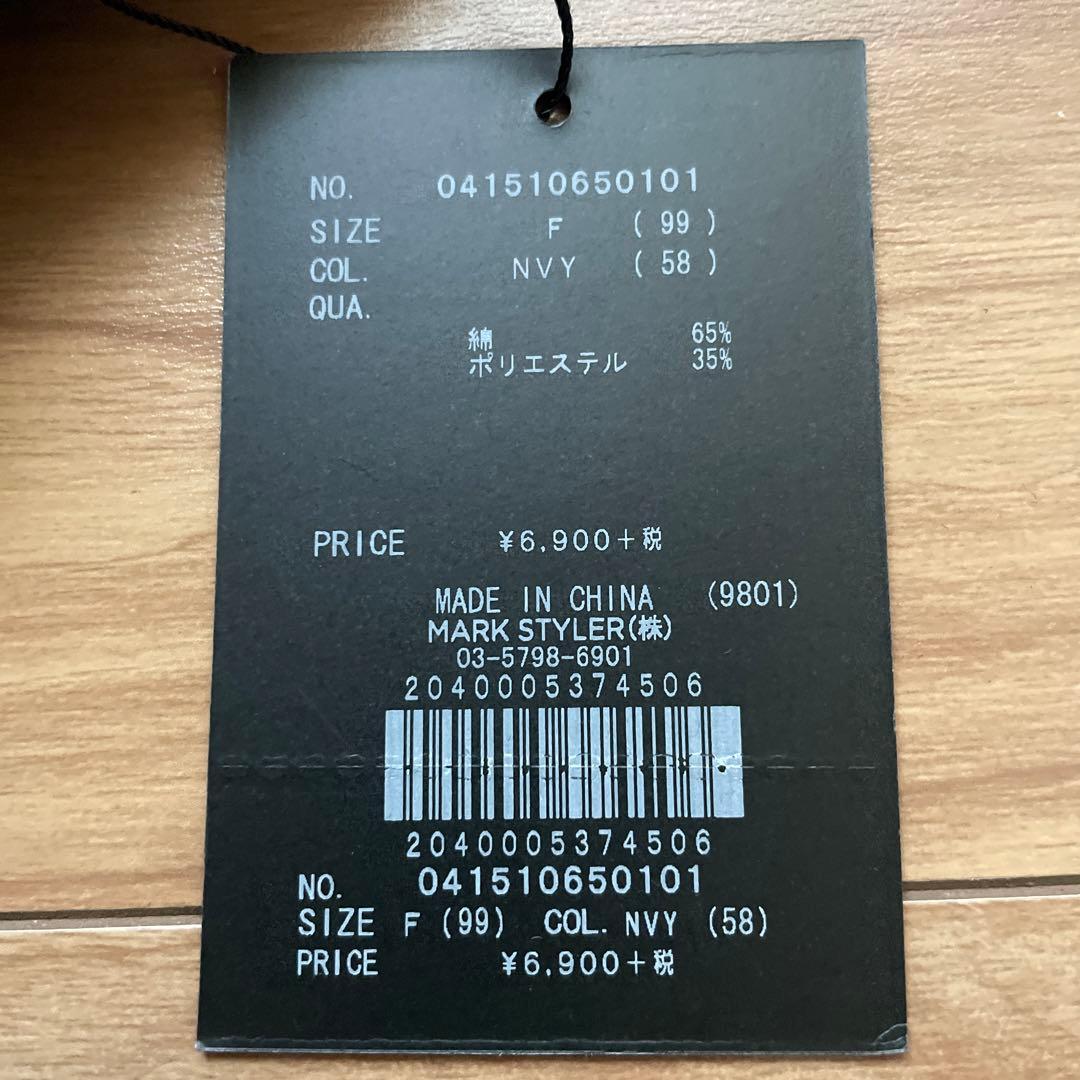 NO. 041510650101
SIZE F (99)
COL. NVY (58)
QUA.
綿 65%
ポリエステル 35%
PRICE ¥6,900+税
MADE IN CHINA (9801)
MARK STYLER(株)
03-5798-6901
2040005374506
2040005374506
NO. 041510650101
SIZE F (99) COL. NVY (58)
PRICE ¥6,900+税